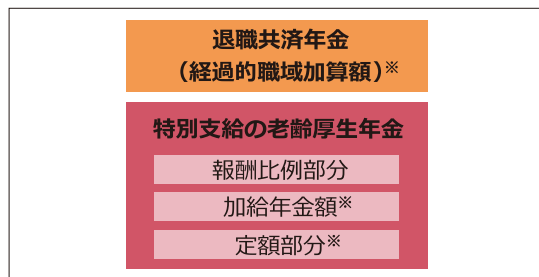 退職共済年金
（経過的職域加算額）※
特別支給の老齢厚生年金
報酬比例部分
加給年金額※
定額部分※